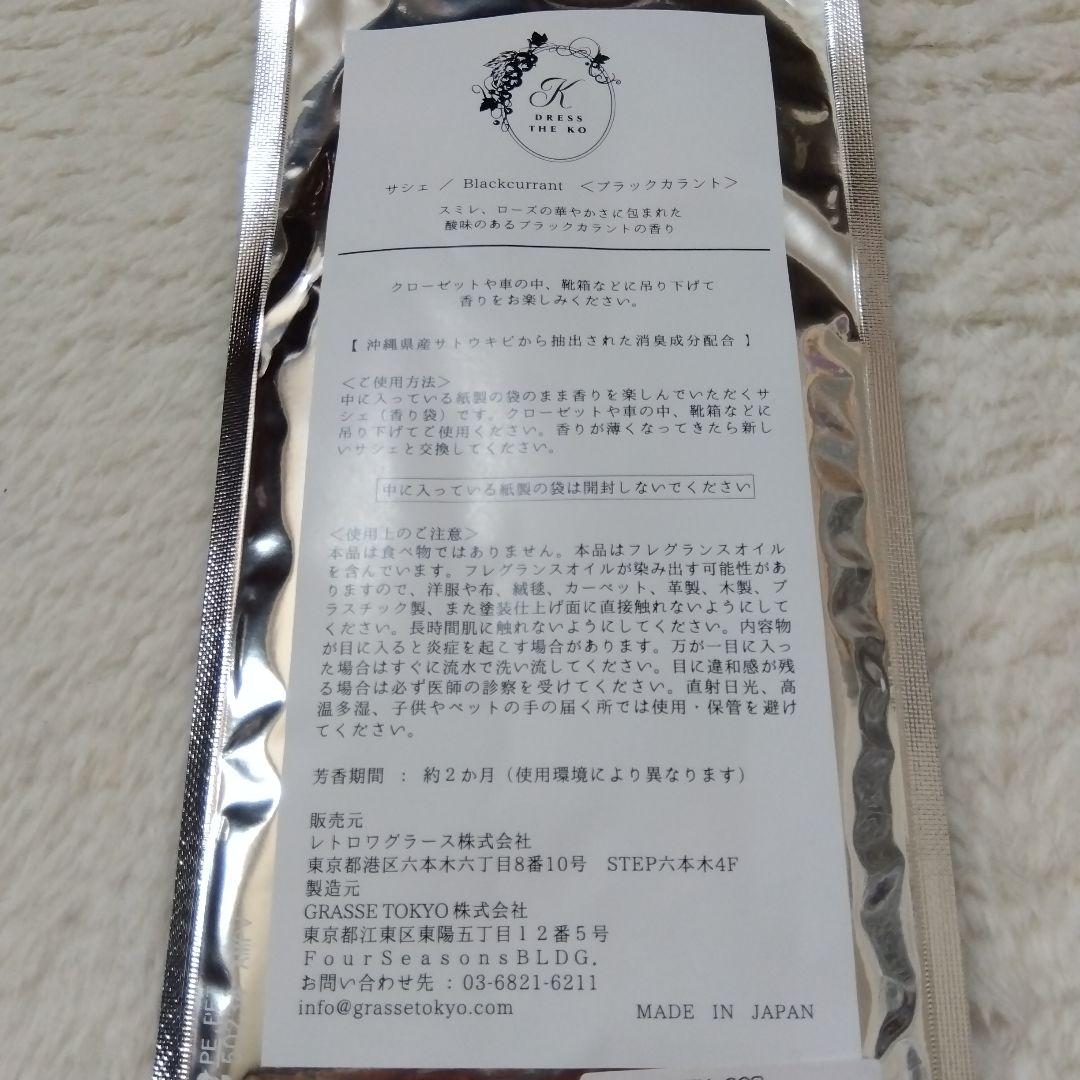 K
DRESS
THE KO
サシェ / Blackcurrant <ブラックカラント>
スミレ、ローズの華やかさに包まれた
酸味のあるブラックカラントの香り
クローゼットや車の中、靴箱などに吊り下げて
香りをお楽しみください。
【 沖縄県産サトウキビから抽出された消臭成分配合 】
<ご使用方法>
中に入っている紙製の袋のまま香りを楽しんでいただくサ
シェ（香り袋）です。クローゼットや車の中、靴箱などに
吊り下げてご使用ください。香りが薄くなってきたら新し
いサシェと交換してください。
中に入っている紙製の袋は開封しないでください
<使用上のご注意>
本品は食べ物ではありません。本品はフレグランスオイル
を含んでいます。フレグランスオイルが染み出す可能性があ
りますので、洋服や布、絨毯、カーペット、革製、木製、プ
ラスチック製、また塗装仕上げ面に直接触れないようにして
ください。長時間肌に触れないようにしてください。内容物
が目に入ると炎症を起こす場合があります。万が一目に入っ
た場合はすぐに流水で洗い流してください。目に違和感が残
る場合は必ず医師の診察を受けてください。直射日光、高
温多湿、子供やペットの手の届く所では使用・保管を避け
てください。
芳香期間 ： 約２か月（使用環境により異なります）
販売元
レトロワグラース株式会社
東京都港区六本木六丁目8番10号 STEP六本木4F
製造元
GRASSE TOKYO 株式会社
東京都江東区東陽五丁目１２番５号
FourSeasonsBLDG.
お問い合わせ先 : 03-6821-6211
info@grassetokyo.com
MADE IN JAPAN